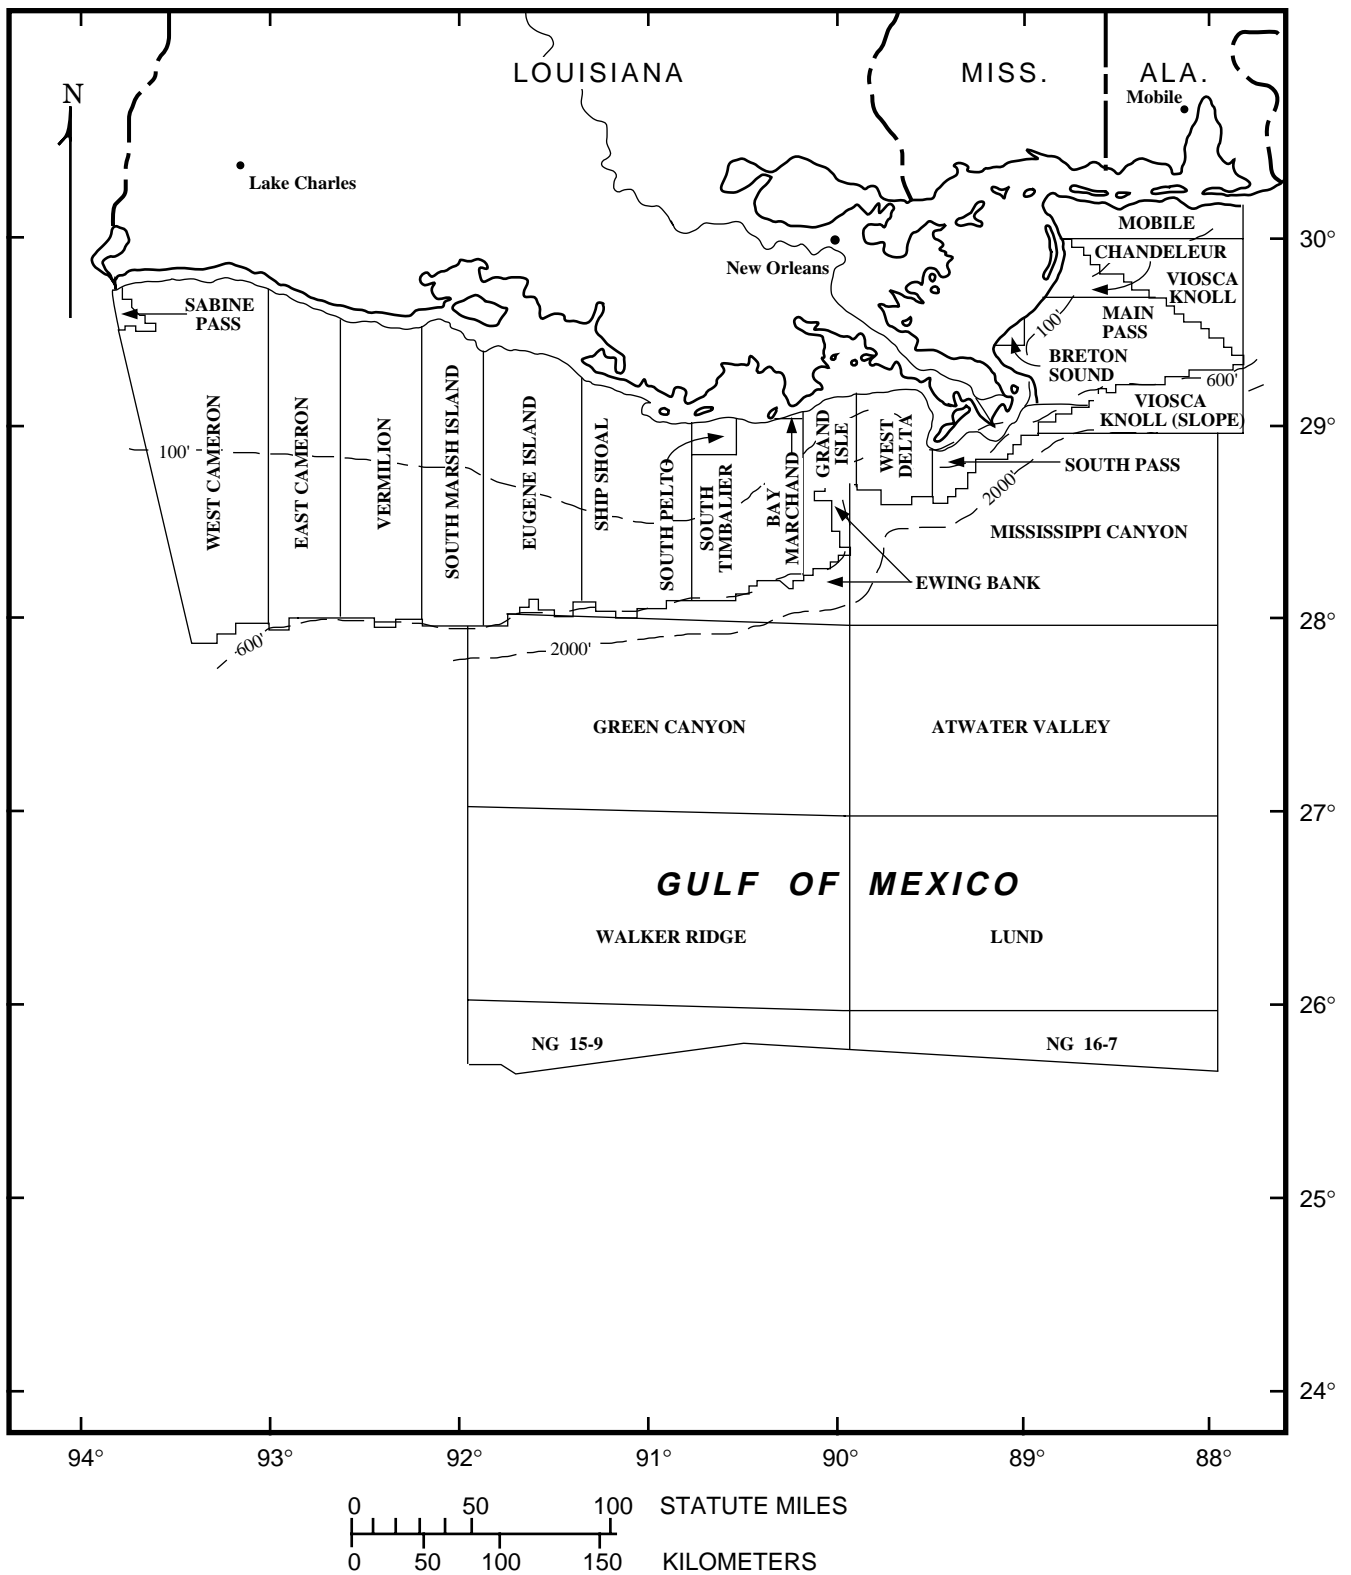 LOUISIANA
MISS.
ALA.
N
Mobile
Lake Charles
New Orleans
MOBILE
30°
CHANDELEUR
VIOSCA
KNOLL
SABINE
PASS
MAIN
PASS
100'
BRETON
SOUND
600'
VIOSCA
KNOLL (SLOPE)
29°
100'
WEST CAMERON
EAST CAMERON
VERMILION
SOUTH MARSH ISLAND
EUGENE ISLAND
SHIP SHOAL
SOUTH PELTO
SOUTH
TIMBALIER
BAY
MARCHAND
GRAND
ISLE
WEST
DELTA
SOUTH PASS
2000'
MISSISSIPPI CANYON
EWING BANK
28°
600'
2000'
GREEN CANYON
ATWATER VALLEY
27°
GULF OF MEXICO
WALKER RIDGE
LUND
26°
NG 15-9
NG 16-7
25°
24°
94°
93°
92°
91°
90°
89°
88°
0 50 100 STATUTE MILES
0 50 100 150 KILOMETERS